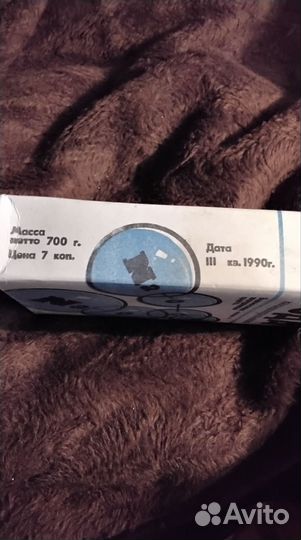 Масса
нетто 700 г.
Цена 7 коп.
Дата
III кв. 1990г.
Avito